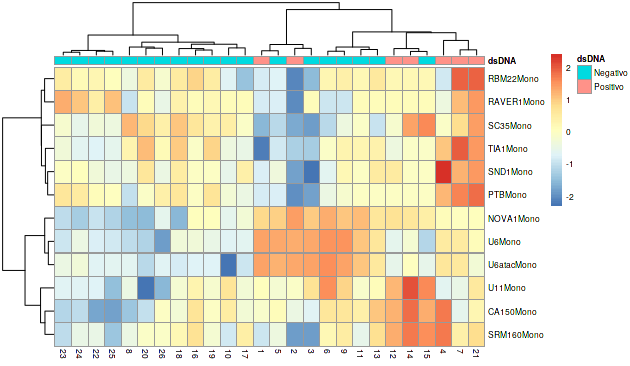 dsDNA
RBM22Mono
RAVER1Mono
SC35Mono
TIA1Mono
SND1Mono
PTBMono
NOVA1Mono
U6Mono
U6atacMono
U11Mono
CA150Mono
SRM160Mono
23 24 22 25 8 20 26 18 16 19 10 17 1 5 2 3 6 9 11 13 12 14 15 4 7 21
2
1
0
-1
-2
dsDNA
Negativo
Positivo